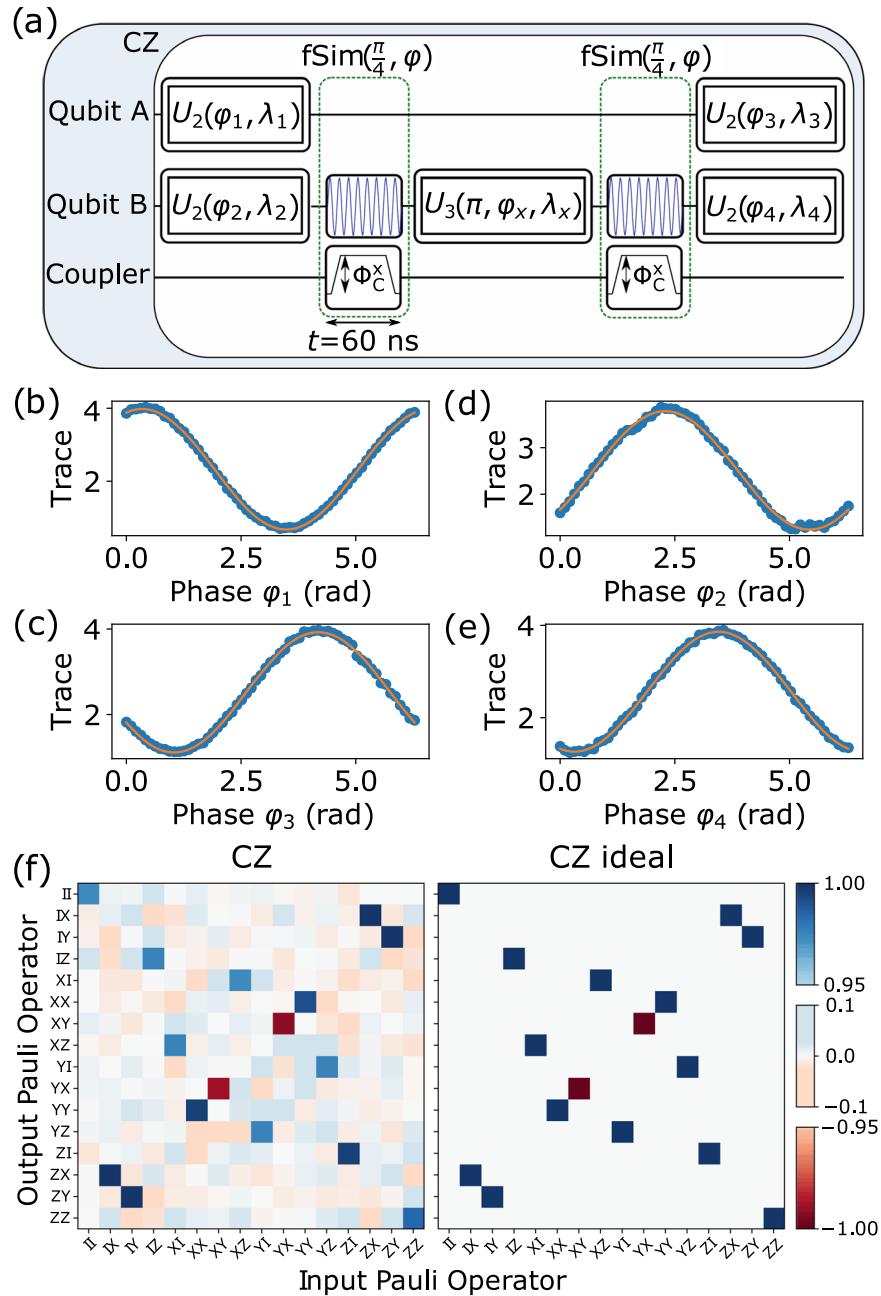 (a)
CZ
fSim(π/4, φ) fSim(π/4, φ)
Qubit A U₂(φ₁, λ₁) U₂(φ₃, λ₃)
Qubit B U₂(φ₂, λ₂) U₃(π, φₓ, λₓ) U₂(φ₄, λ₄)
Coupler Φ_C^x Φ_C^x
t=60 ns
(b)
4
2
Trace
0.0 2.5 5.0
Phase φ₁ (rad)
(d)
3
2
Trace
0.0 2.5 5.0
Phase φ₂ (rad)
(c)
4
2
Trace
0.0 2.5 5.0
Phase φ₃ (rad)
(e)
4
2
Trace
0.0 2.5 5.0
Phase φ₄ (rad)
(f)
CZ CZ ideal
Output Pauli Operator
II
IX
IY
IZ
XI
XX
XY
XZ
YI
YX
YY
YZ
ZI
ZX
ZY
ZZ
II IX IY IZ XI XX XY XZ YI YX YY YZ ZI ZX ZY ZZ
II IX IY IZ XI XX XY XZ YI YX YY YZ ZI ZX ZY ZZ
Input Pauli Operator
1.00
0.95
0.1
0.0
−0.1
−0.95
−1.00